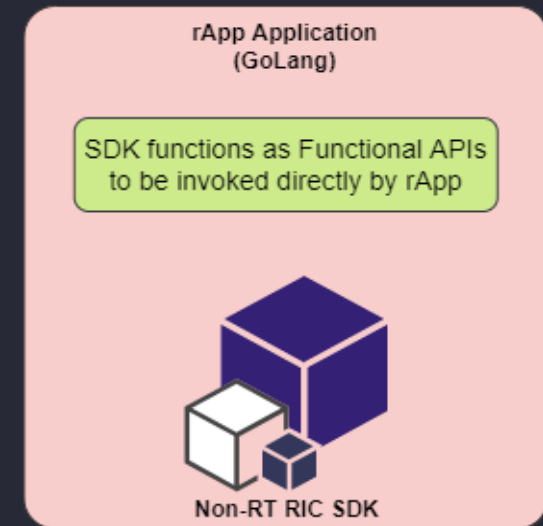 rApp Application
(GoLang)
SDK functions as Functional APIs
to be invoked directly by rApp
Non-RT RIC SDK